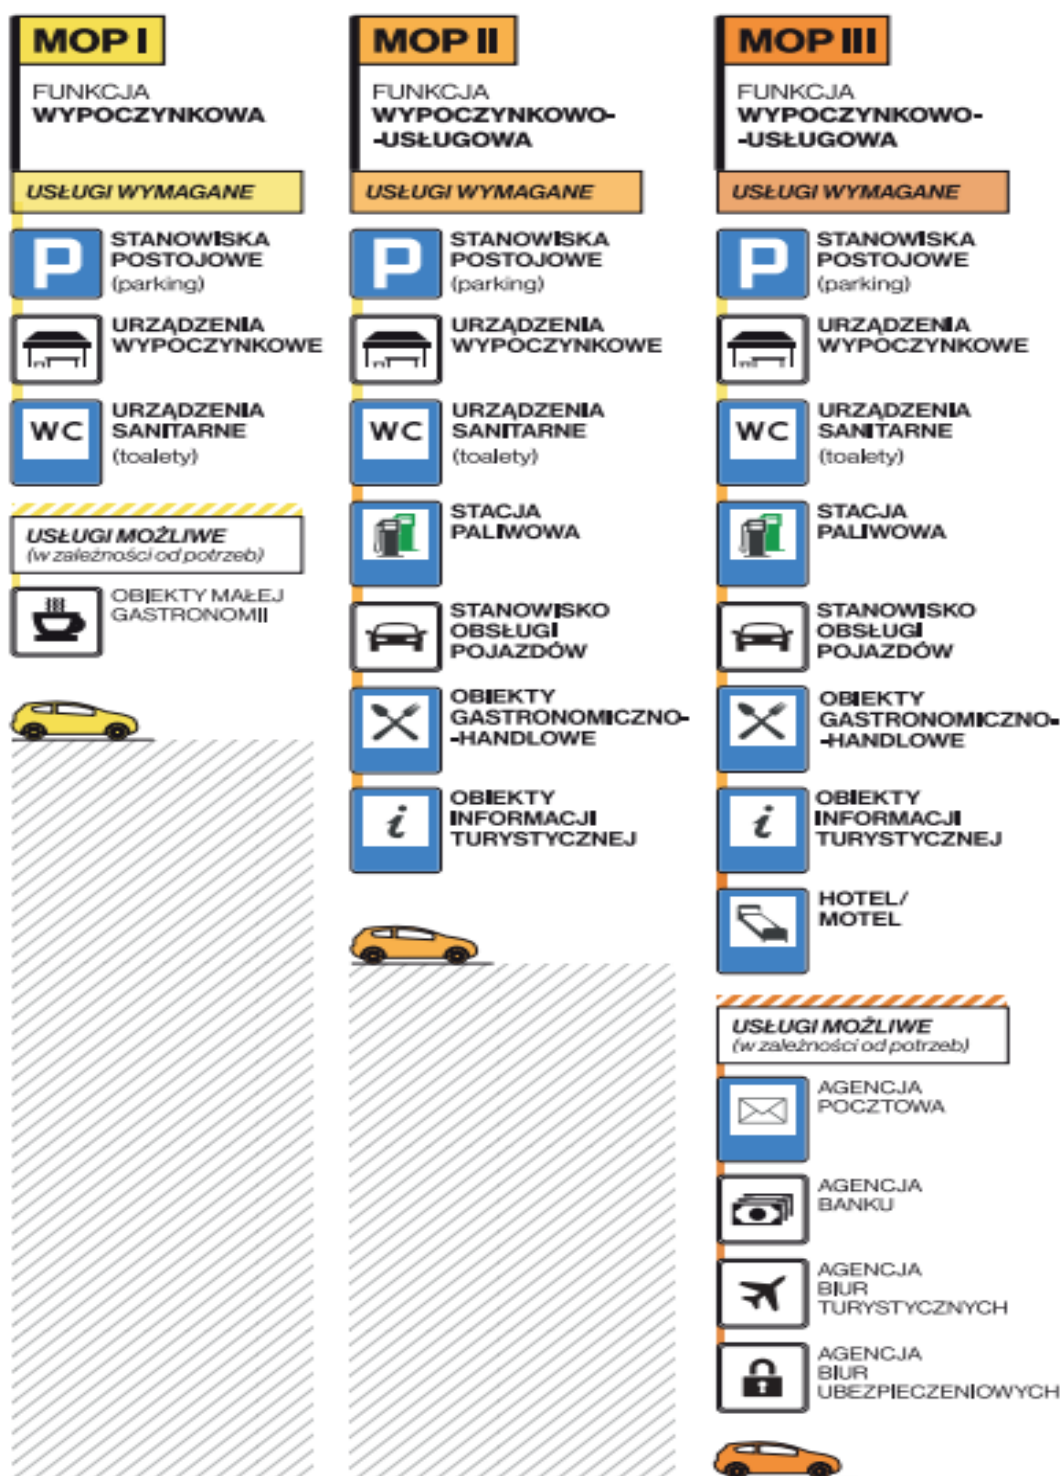 MOP I
FUNKCJA
WYPOCZYNKOWA
USŁUGI WYMAGANE
P
STANOWISKA
POSTOJOWE
(parking)
URZĄDZENIA
WYPOCZYNKOWE
WC
URZĄDZENIA
SANITARNE
(toalety)
USŁUGI MOŻLIWE
(w zależności od potrzeb)
OBIEKTY MAŁEJ
GASTRONOMII
MOP II
FUNKCJA
WYPOCZYNKOWO-
-USŁUGOWA
USŁUGI WYMAGANE
P
STANOWISKA
POSTOJOWE
(parking)
URZĄDZENIA
WYPOCZYNKOWE
WC
URZĄDZENIA
SANITARNE
(toalety)
STACJA
PALIWOWA
STANOWISKO
OBSŁUGI
POJAZDÓW
OBIEKTY
GASTRONOMICZNO-
-HANDLOWE
i
OBIEKTY
INFORMACJI
TURYSTYCZNEJ
MOP III
FUNKCJA
WYPOCZYNKOWO-
-USŁUGOWA
USŁUGI WYMAGANE
P
STANOWISKA
POSTOJOWE
(parking)
URZĄDZENIA
WYPOCZYNKOWE
WC
URZĄDZENIA
SANITARNE
(toalety)
STACJA
PALIWOWA
STANOWISKO
OBSŁUGI
POJAZDÓW
OBIEKTY
GASTRONOMICZNO-
-HANDLOWE
i
OBIEKTY
INFORMACJI
TURYSTYCZNEJ
HOTEL/
MOTEL
USŁUGI MOŻLIWE
(w zależności od potrzeb)
AGENCJA
POCZTOWA
AGENCJA
BANKU
AGENCJA
BIUR
TURYSTYCZNYCH
AGENCJA
BIUR
UBEZPIECZENIOWYCH